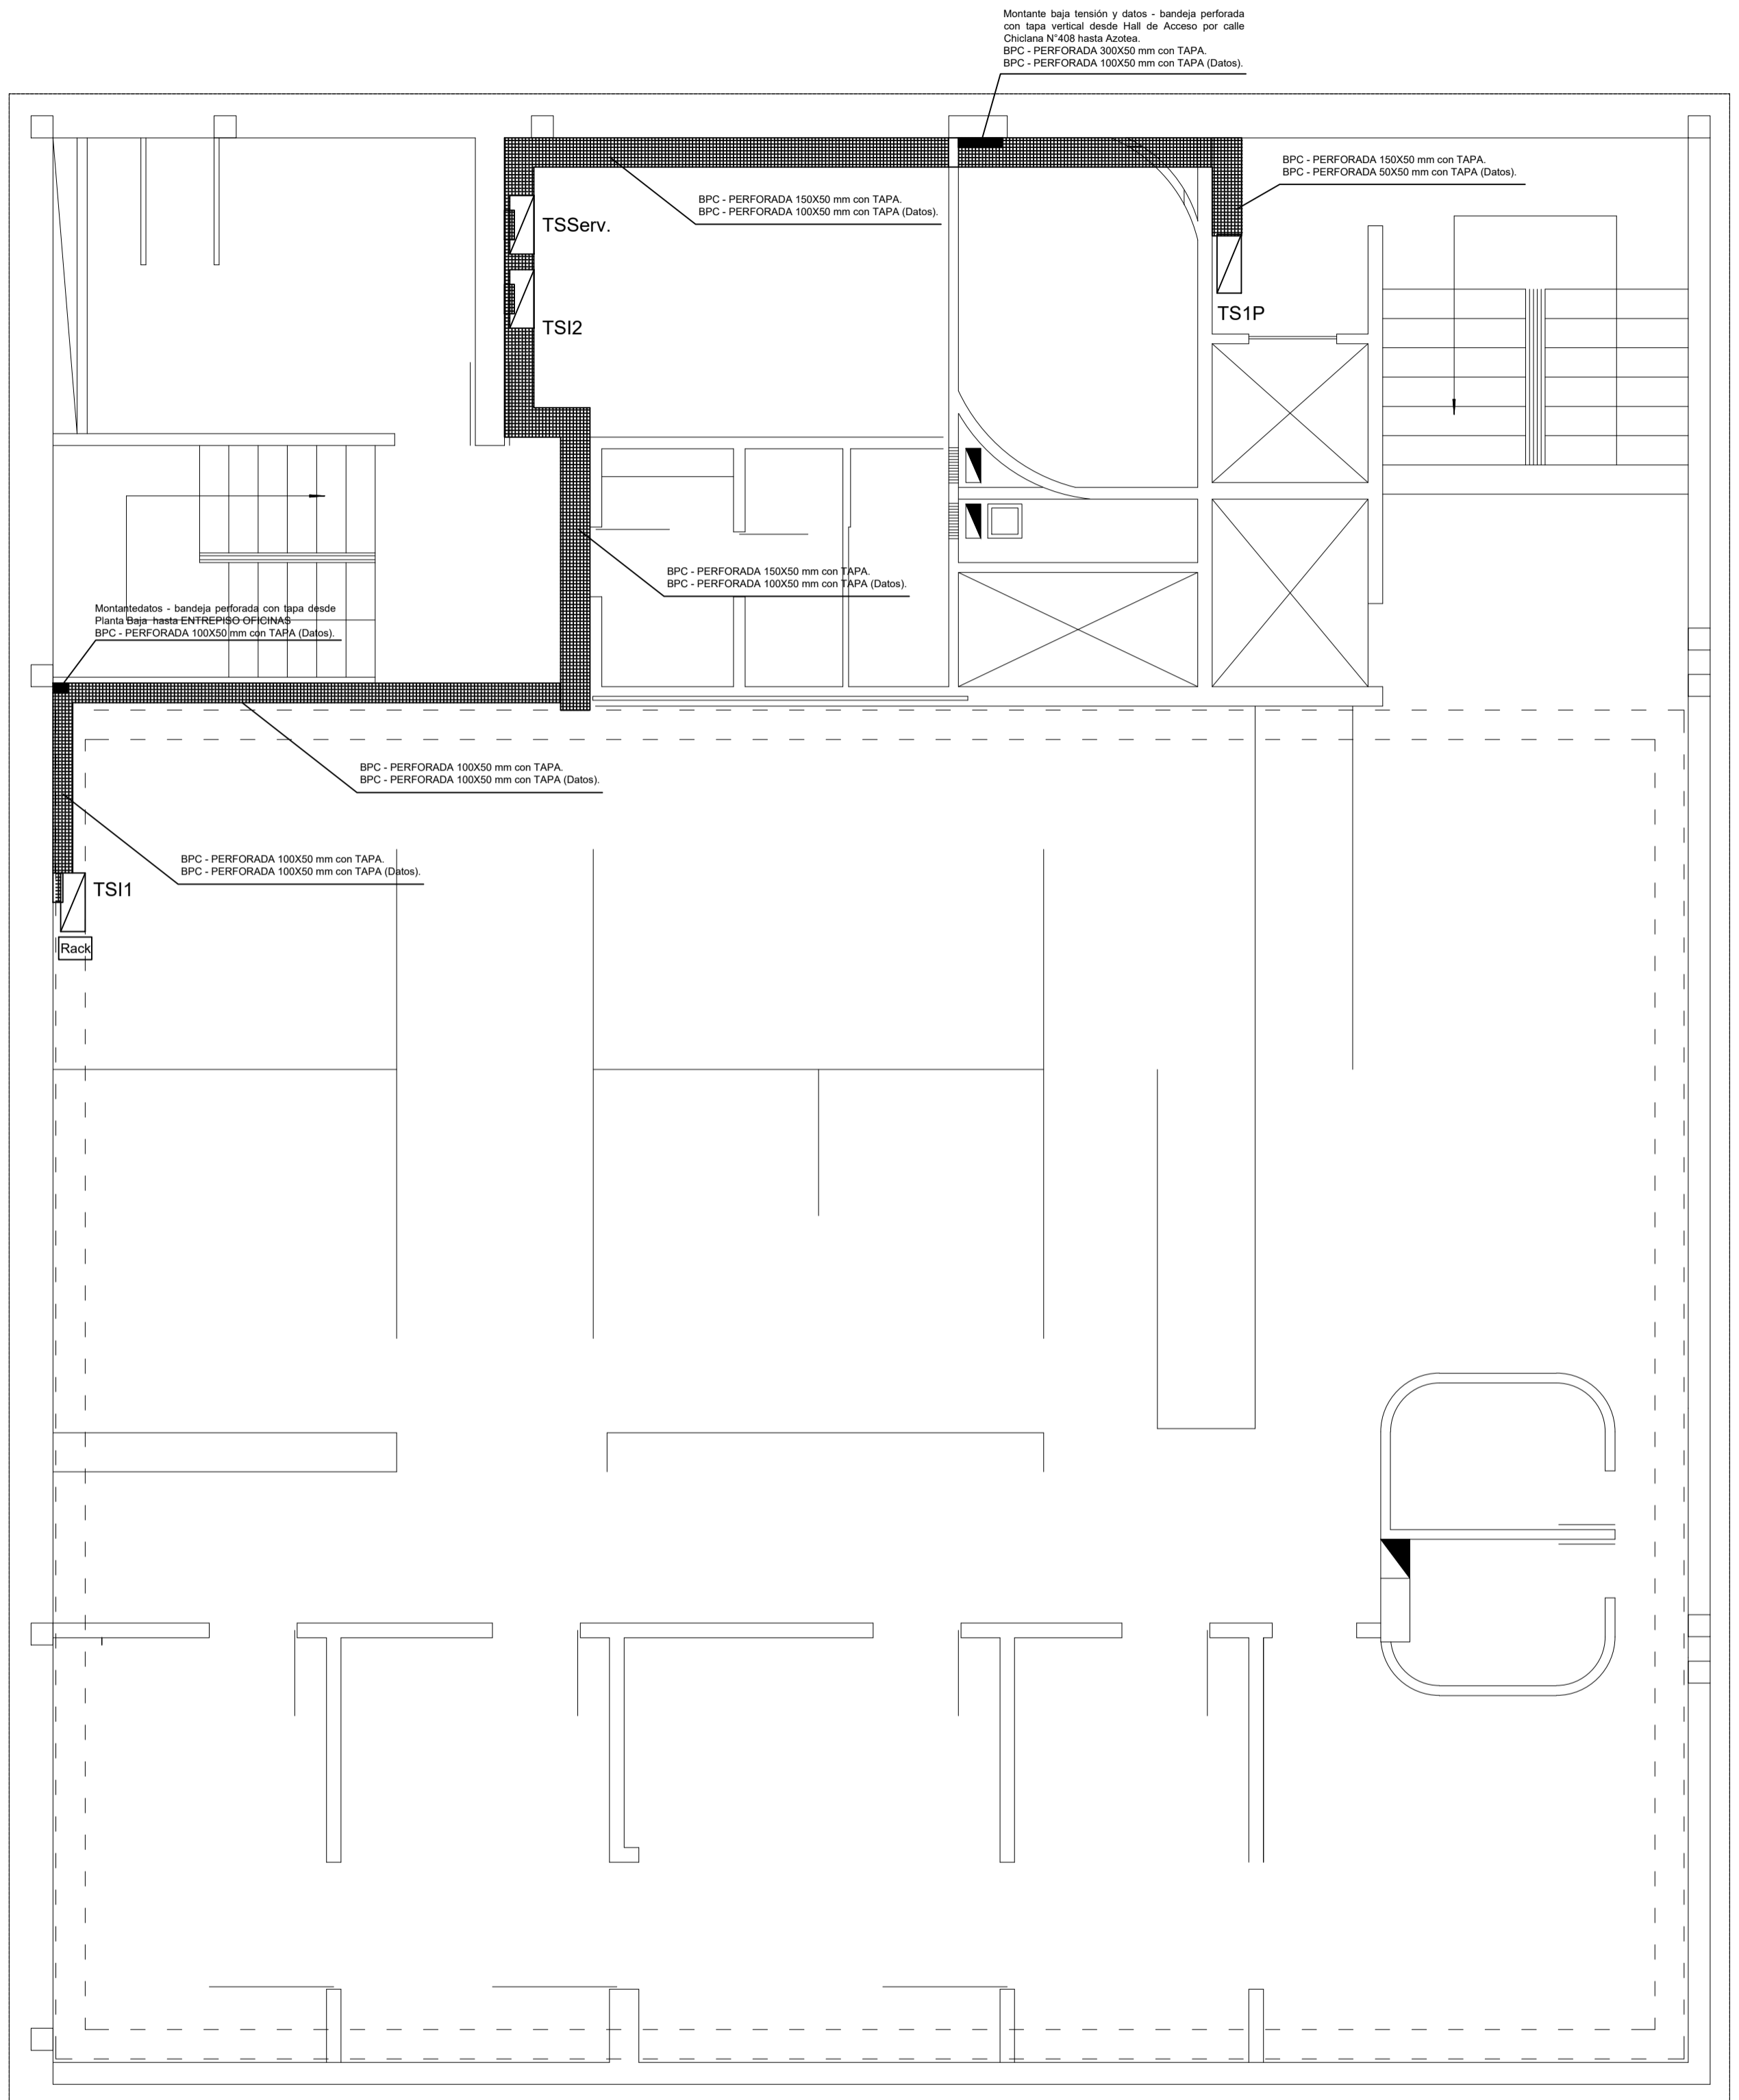 Montante baja tensión y datos - bandeja perforada
con tapa vertical desde Hall de Acceso por calle
Chiclana N°408 hasta Azotea.
BPC - PERFORADA 300X50 mm con TAPA.
BPC - PERFORADA 100X50 mm con TAPA (Datos).
BPC - PERFORADA 150X50 mm con TAPA.
BPC - PERFORADA 50X50 mm con TAPA (Datos).
BPC - PERFORADA 150X50 mm con TAPA.
BPC - PERFORADA 100X50 mm con TAPA (Datos).
TSServ.
TS1P
TSI2
BPC - PERFORADA 150X50 mm con TAPA.
BPC - PERFORADA 100X50 mm con TAPA (Datos).
Montantedatos - bandeja perforada con tapa desde
Planta Baja hasta ENTREPISO OFICINAS
BPC - PERFORADA 100X50 mm con TAPA (Datos).
BPC - PERFORADA 100X50 mm con TAPA.
BPC - PERFORADA 100X50 mm con TAPA (Datos).
BPC - PERFORADA 100X50 mm con TAPA.
BPC - PERFORADA 100X50 mm con TAPA (Datos).
TSI1
Rack